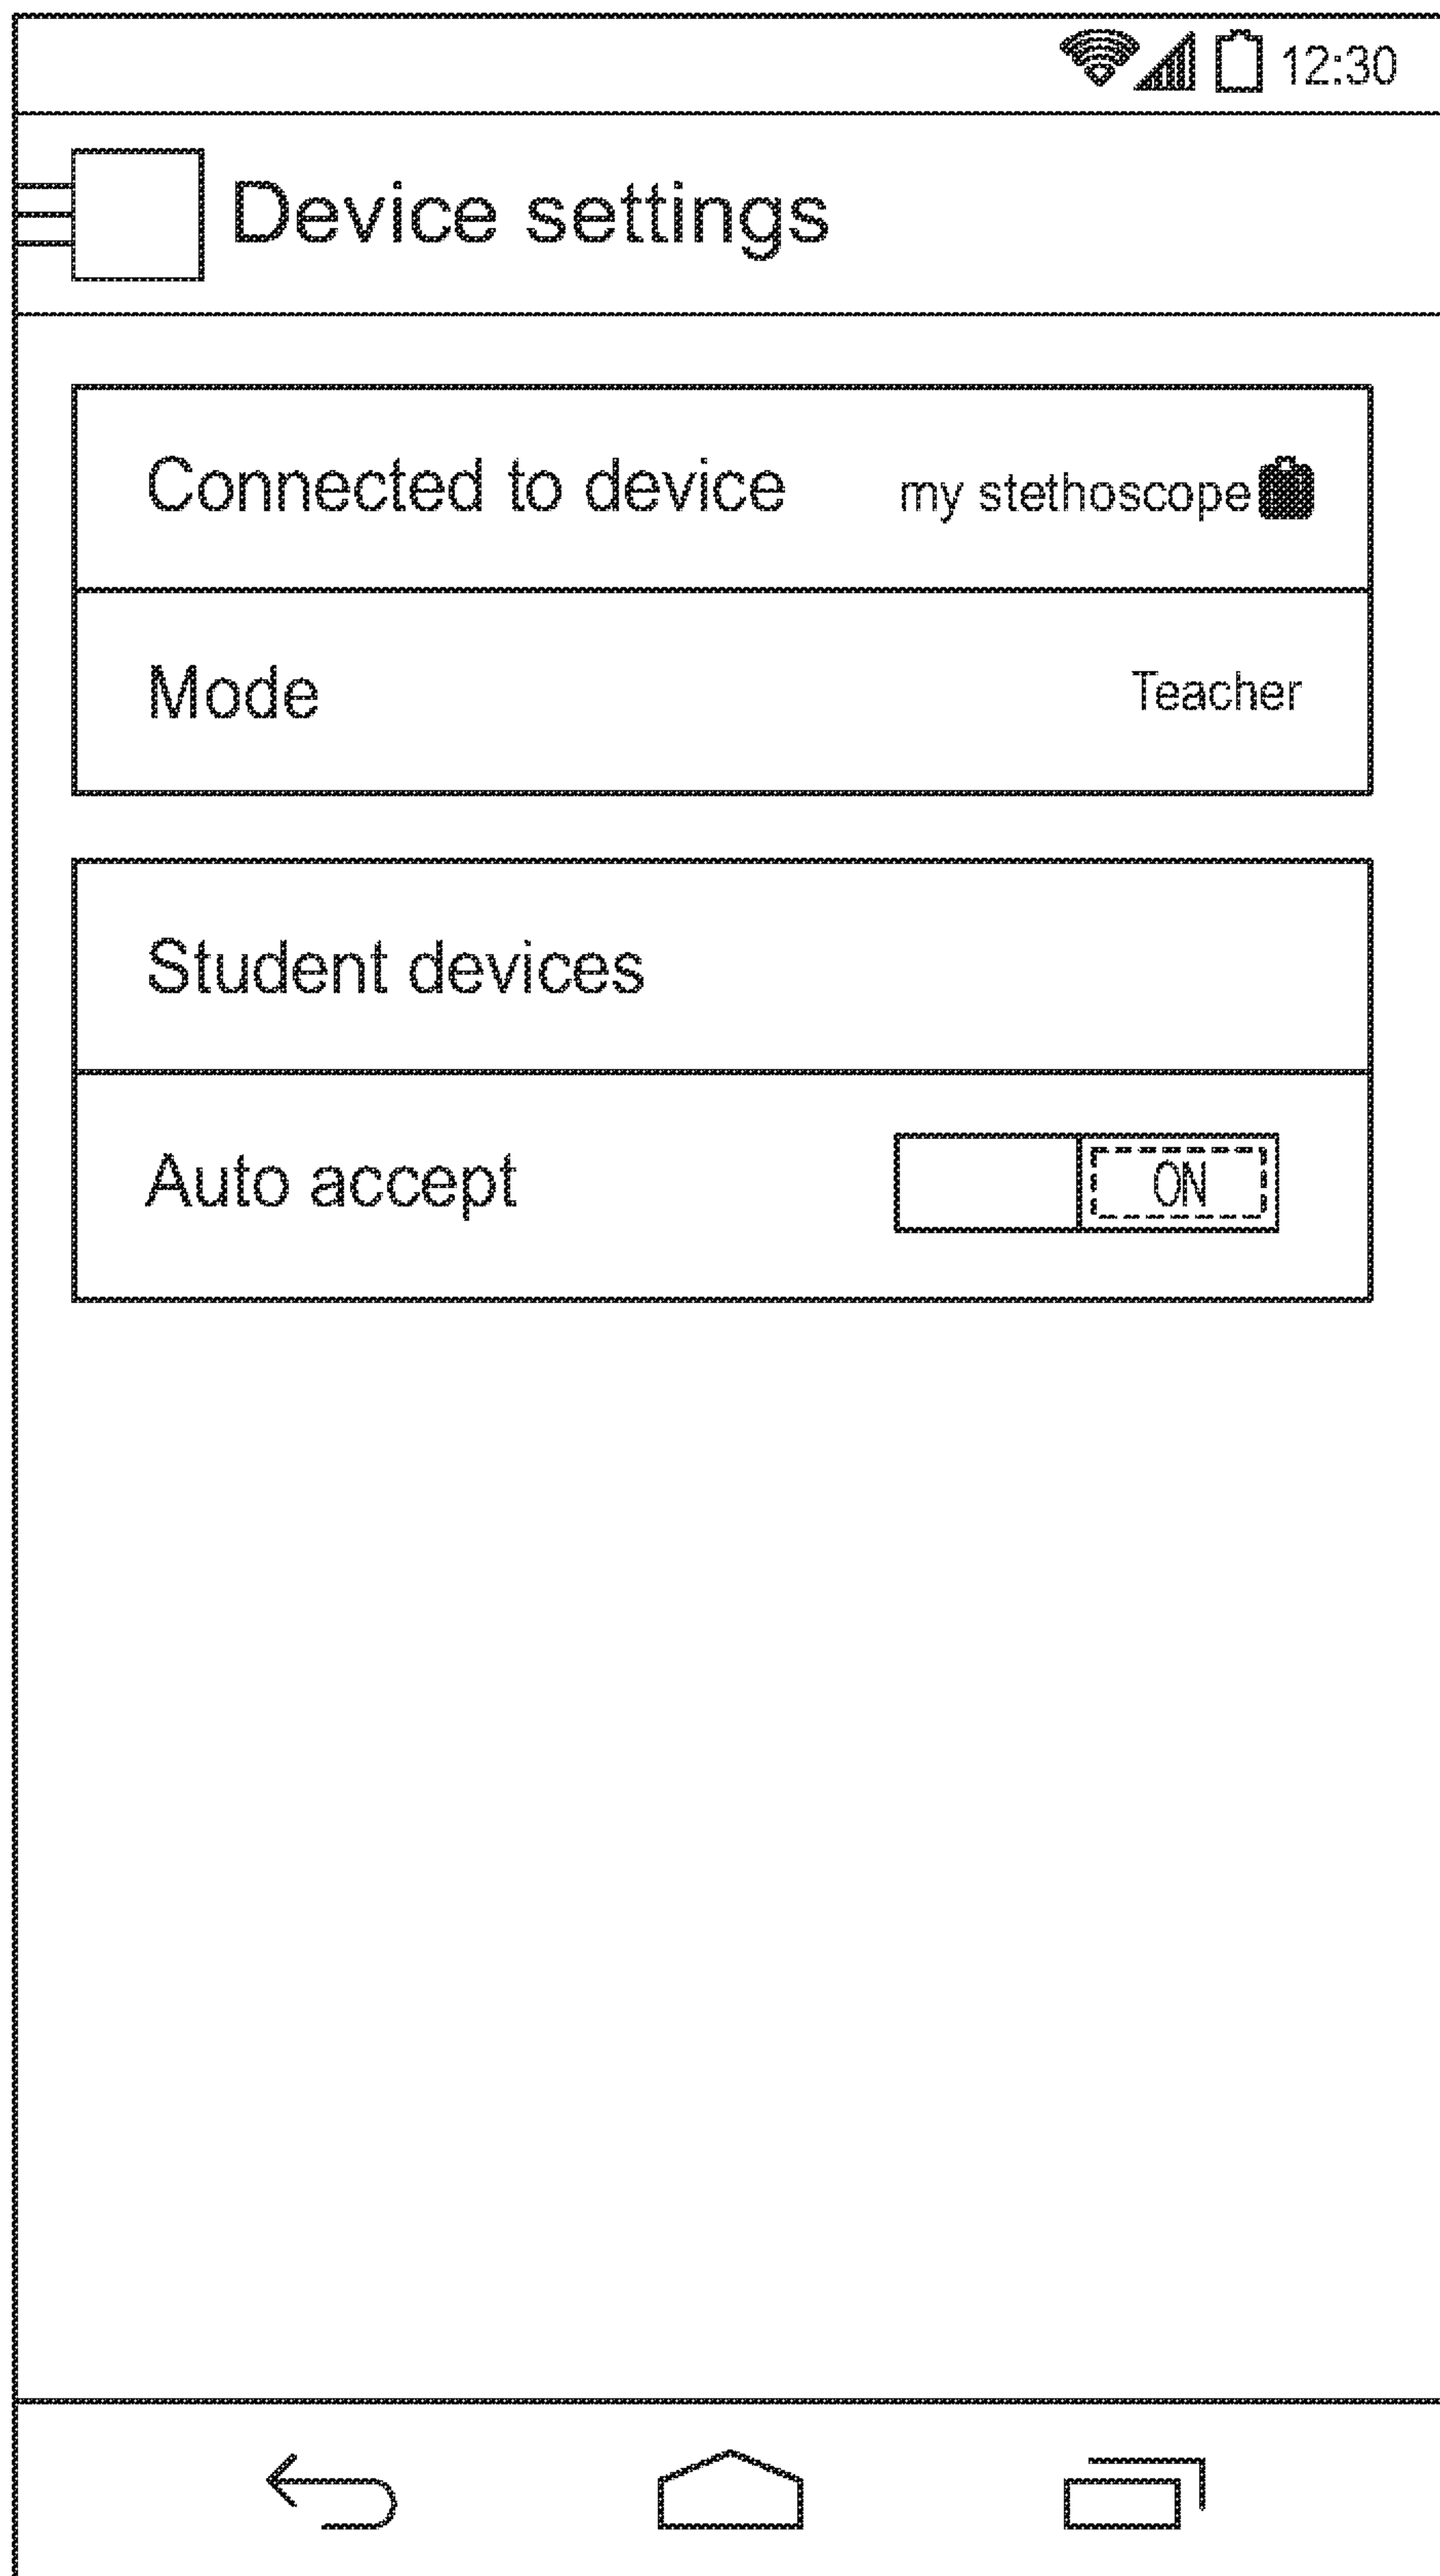 12:30
Device settings
Connected to device my stethoscope
Mode Teacher
Student devices
Auto accept ON